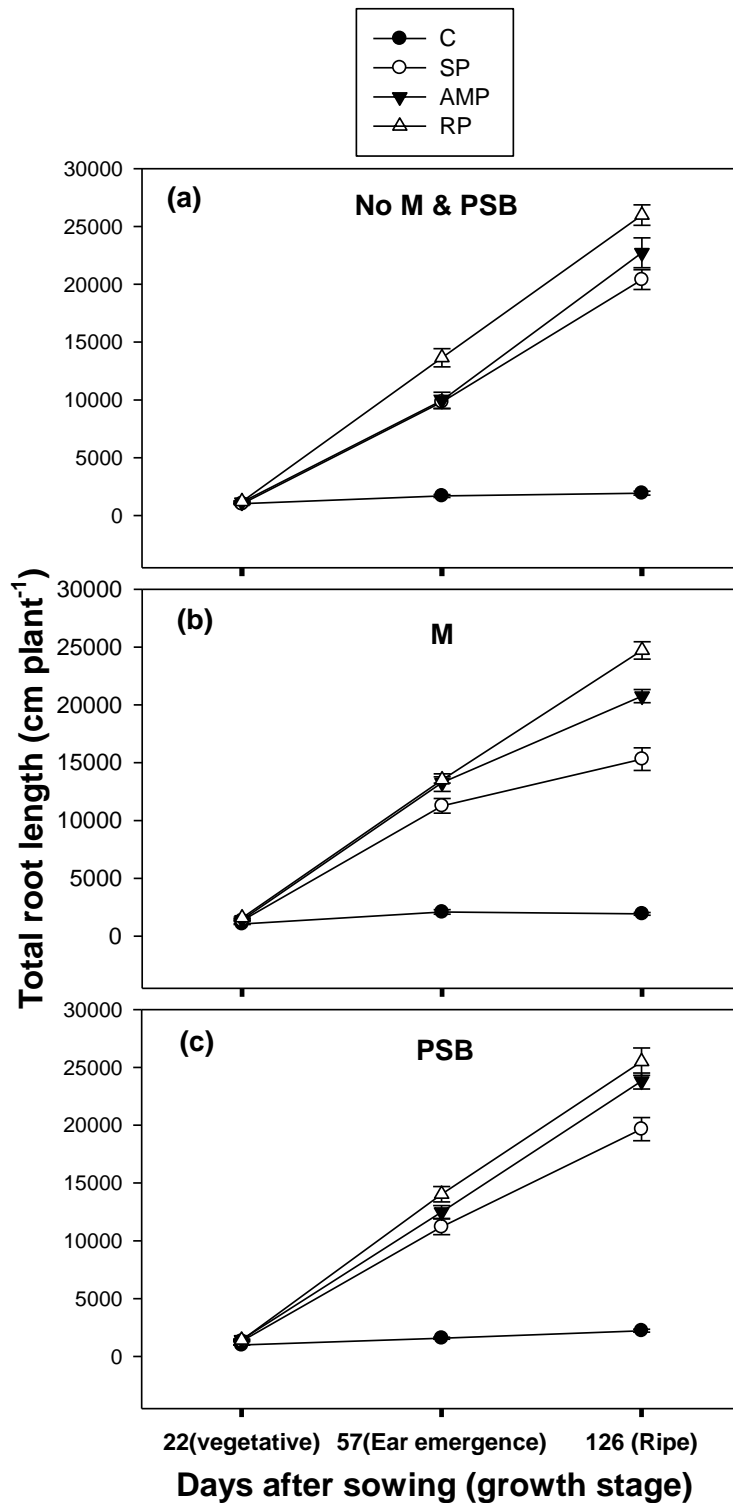 C
SP
AMP
RP
30000
(a)
No M & PSB
25000
20000
15000
10000
5000
0
30000
(b)
M
25000
20000
15000
10000
5000
0
30000
(c)
PSB
25000
20000
15000
10000
5000
0
Total root length (cm plant⁻¹)
22(vegetative) 57(Ear emergence) 126 (Ripe)
Days after sowing (growth stage)